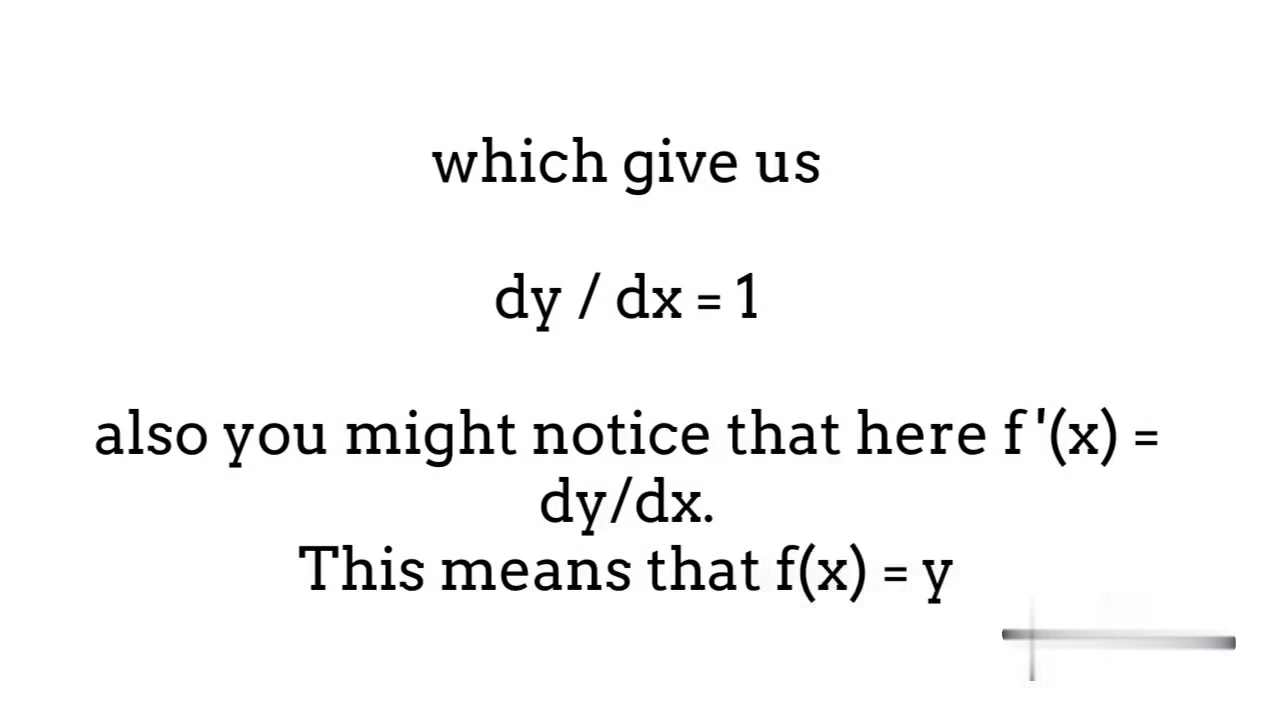 which give us
dy / dx = 1
also you might notice that here f '(x) =
dy/dx.
This means that f(x) = y